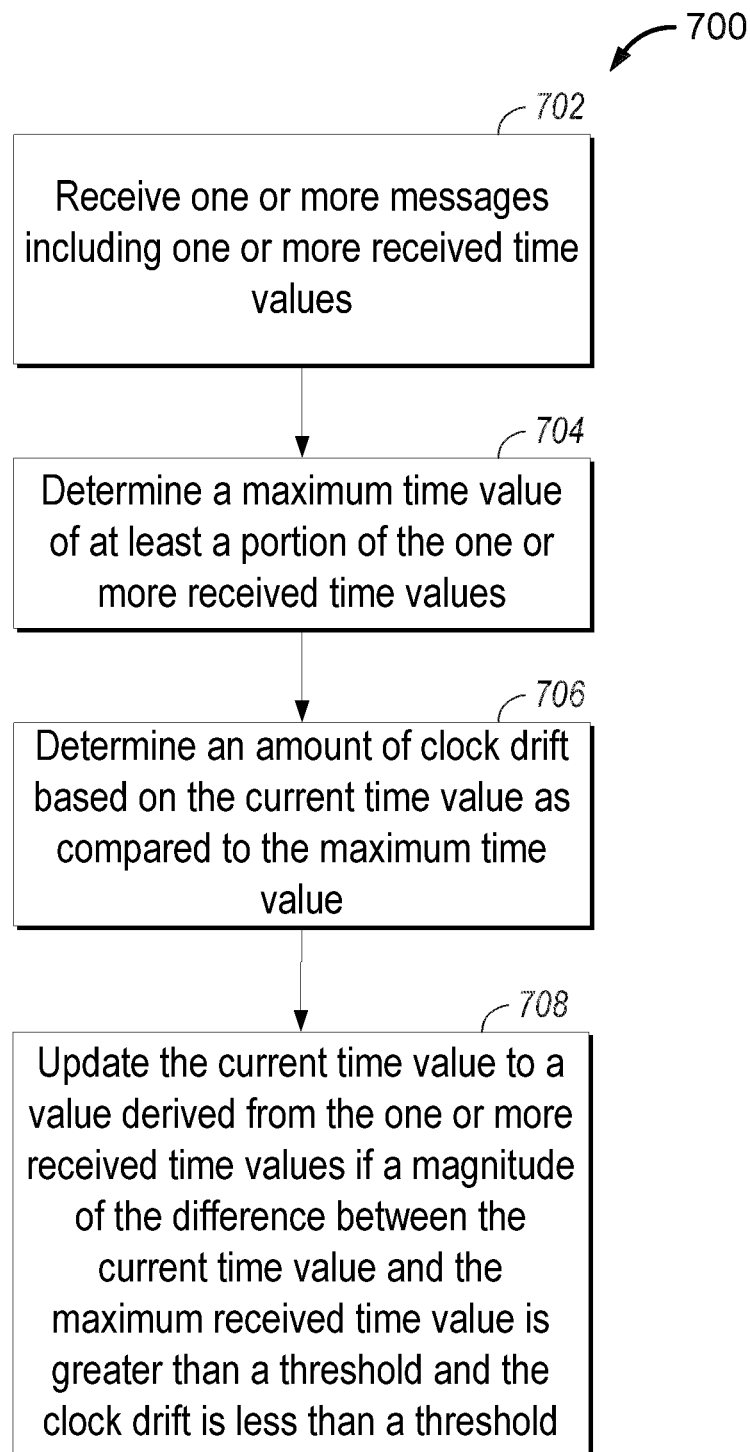 700
702
Receive one or more messages
including one or more received time
values
704
Determine a maximum time value
of at least a portion of the one or
more received time values
706
Determine an amount of clock drift
based on the current time value as
compared to the maximum time
value
708
Update the current time value to a
value derived from the one or more
received time values if a magnitude
of the difference between the
current time value and the
maximum received time value is
greater than a threshold and the
clock drift is less than a threshold